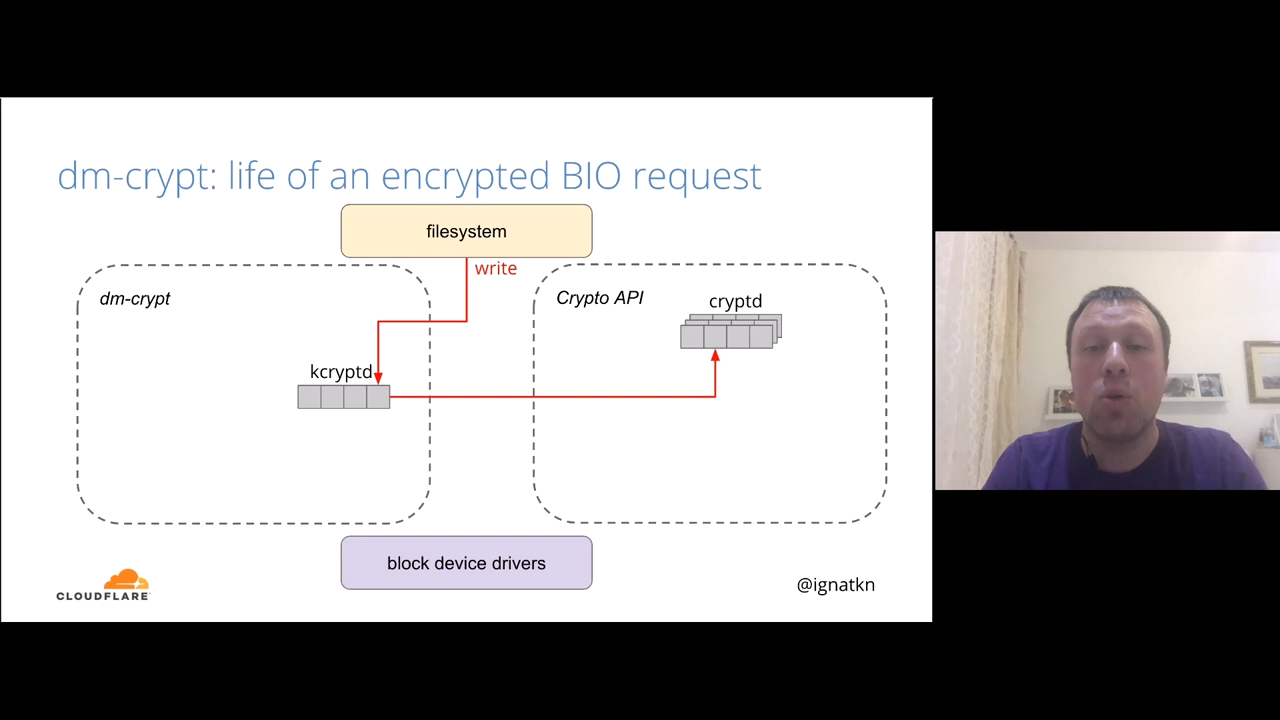 dm-crypt: life of an encrypted BIO request
filesystem
write
dm-crypt
Crypto API
cryptd
kcryptd
block device drivers
CLOUDFLARE
@ignatkn